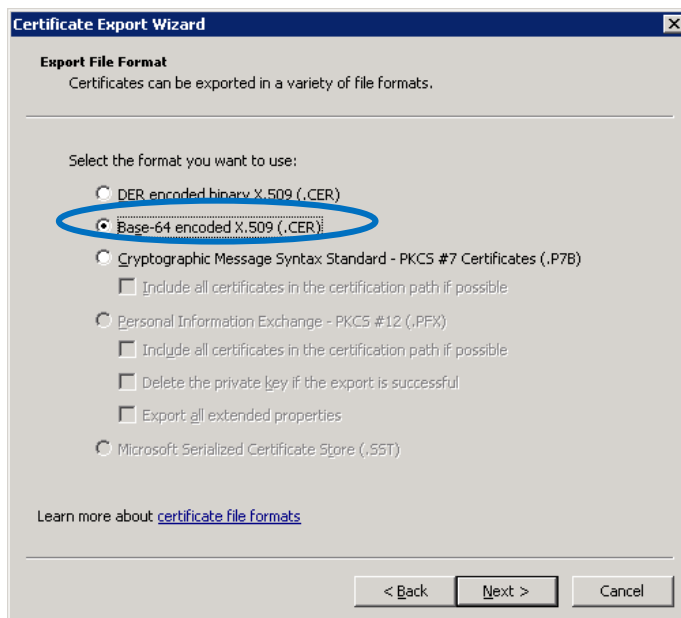 Certificate Export Wizard
Export File Format
Certificates can be exported in a variety of file formats.
Select the format you want to use:
DER encoded binary X.509 (.CER)
Base-64 encoded X.509 (.CER)
Cryptographic Message Syntax Standard - PKCS #7 Certificates (.P7B)
Include all certificates in the certification path if possible
Personal Information Exchange - PKCS #12 (.PFX)
Include all certificates in the certification path if possible
Delete the private key if the export is successful
Export all extended properties
Microsoft Serialized Certificate Store (.SST)
Learn more about certificate file formats
< Back Next > Cancel